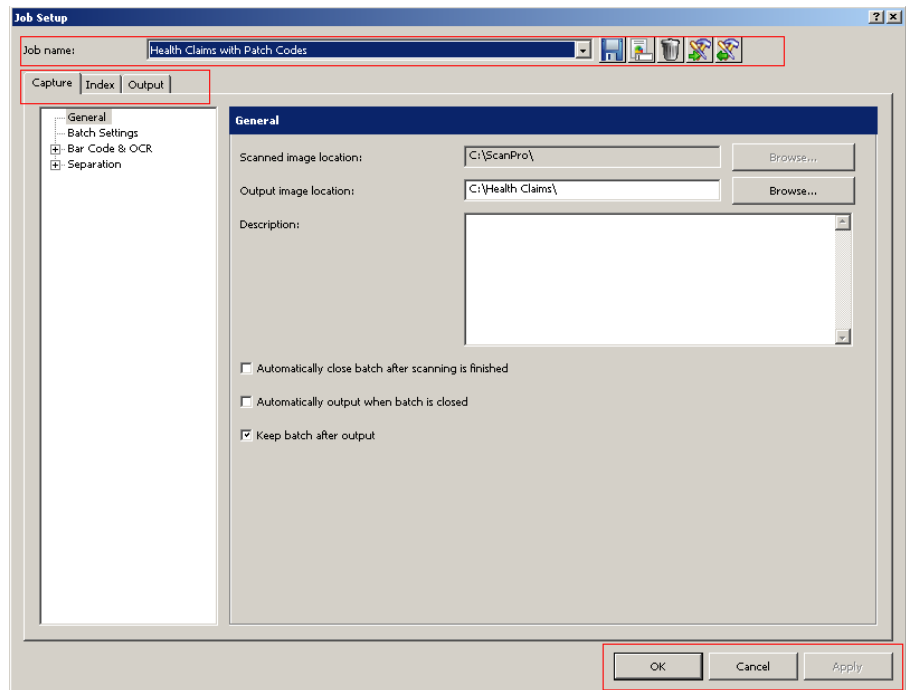 Job Setup
Job name: Health Claims with Patch Codes
Capture Index Output
General
Batch Settings
Bar Code & OCR
Separation
General
Scanned image location: C:\ScanPro\ Browse...
Output image location: C:\Health Claims\ Browse...
Description:
Automatically close batch after scanning is finished
Automatically output when batch is closed
Keep batch after output
OK Cancel Apply